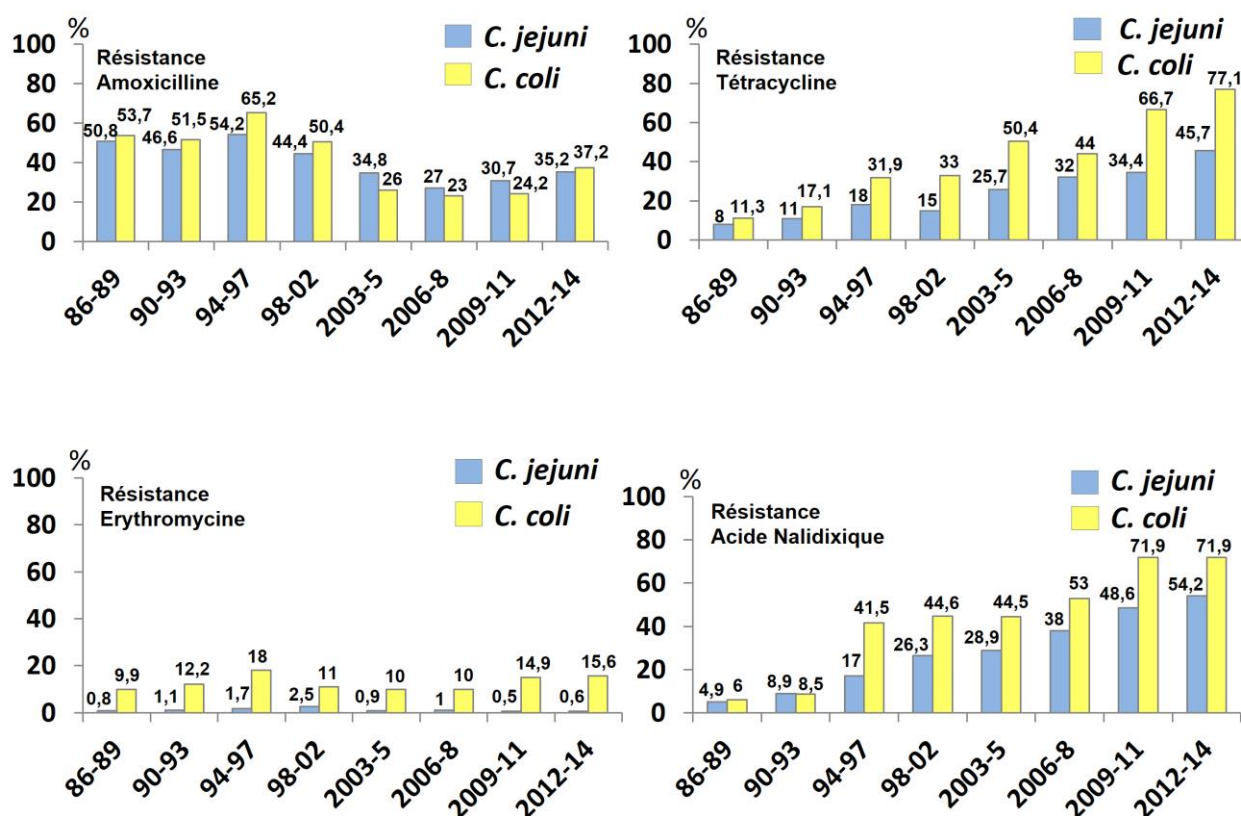 %
100
80
60
40
20
0
Résistance
Amoxicilline
C. jejuni
C. coli
50,8 53,7 46,6 51,5 54,2 65,2 44,4 50,4 34,8 26 27 23 30,7 24,2 35,2 37,2
86-89 90-93 94-97 98-02 2003-5 2006-8 2009-11 2012-14
%
100
80
60
40
20
0
Résistance
Tétracycline
C. jejuni
C. coli
8 11,3 11 17,1 18 31,9 15 33 25,7 50,4 32 44 34,4 66,7 45,7 77,1
86-89 90-93 94-97 98-02 2003-5 2006-8 2009-11 2012-14
%
100
80
60
40
20
0
Résistance
Erythromycine
C. jejuni
C. coli
0,8 9,9 1,1 12,2 1,7 18 2,5 11 0,9 10 1 10 0,5 14,9 0,6 15,6
86-89 90-93 94-97 98-02 2003-5 2006-8 2009-11 2012-14
%
100
80
60
40
20
0
Résistance
Acide Nalidixique
C. jejuni
C. coli
4,9 6 8,9 8,5 17 41,5 26,3 44,6 28,9 44,5 38 53 48,6 71,9 54,2 71,9
86-89 90-93 94-97 98-02 2003-5 2006-8 2009-11 2012-14